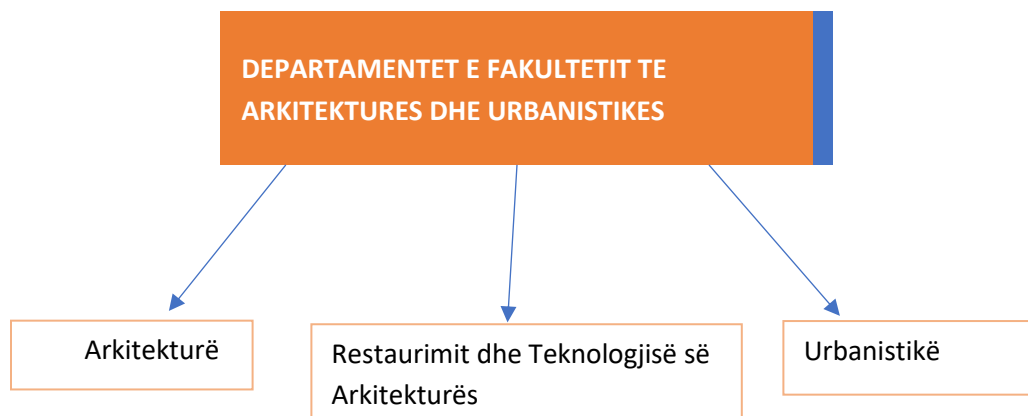 DEPARTAMENTET E FAKULTETIT TE
ARKITEKTURES DHE URBANISTIKES
Arkitekturë
Restaurimit dhe Teknologjisë së
Arkitekturës
Urbanistikë